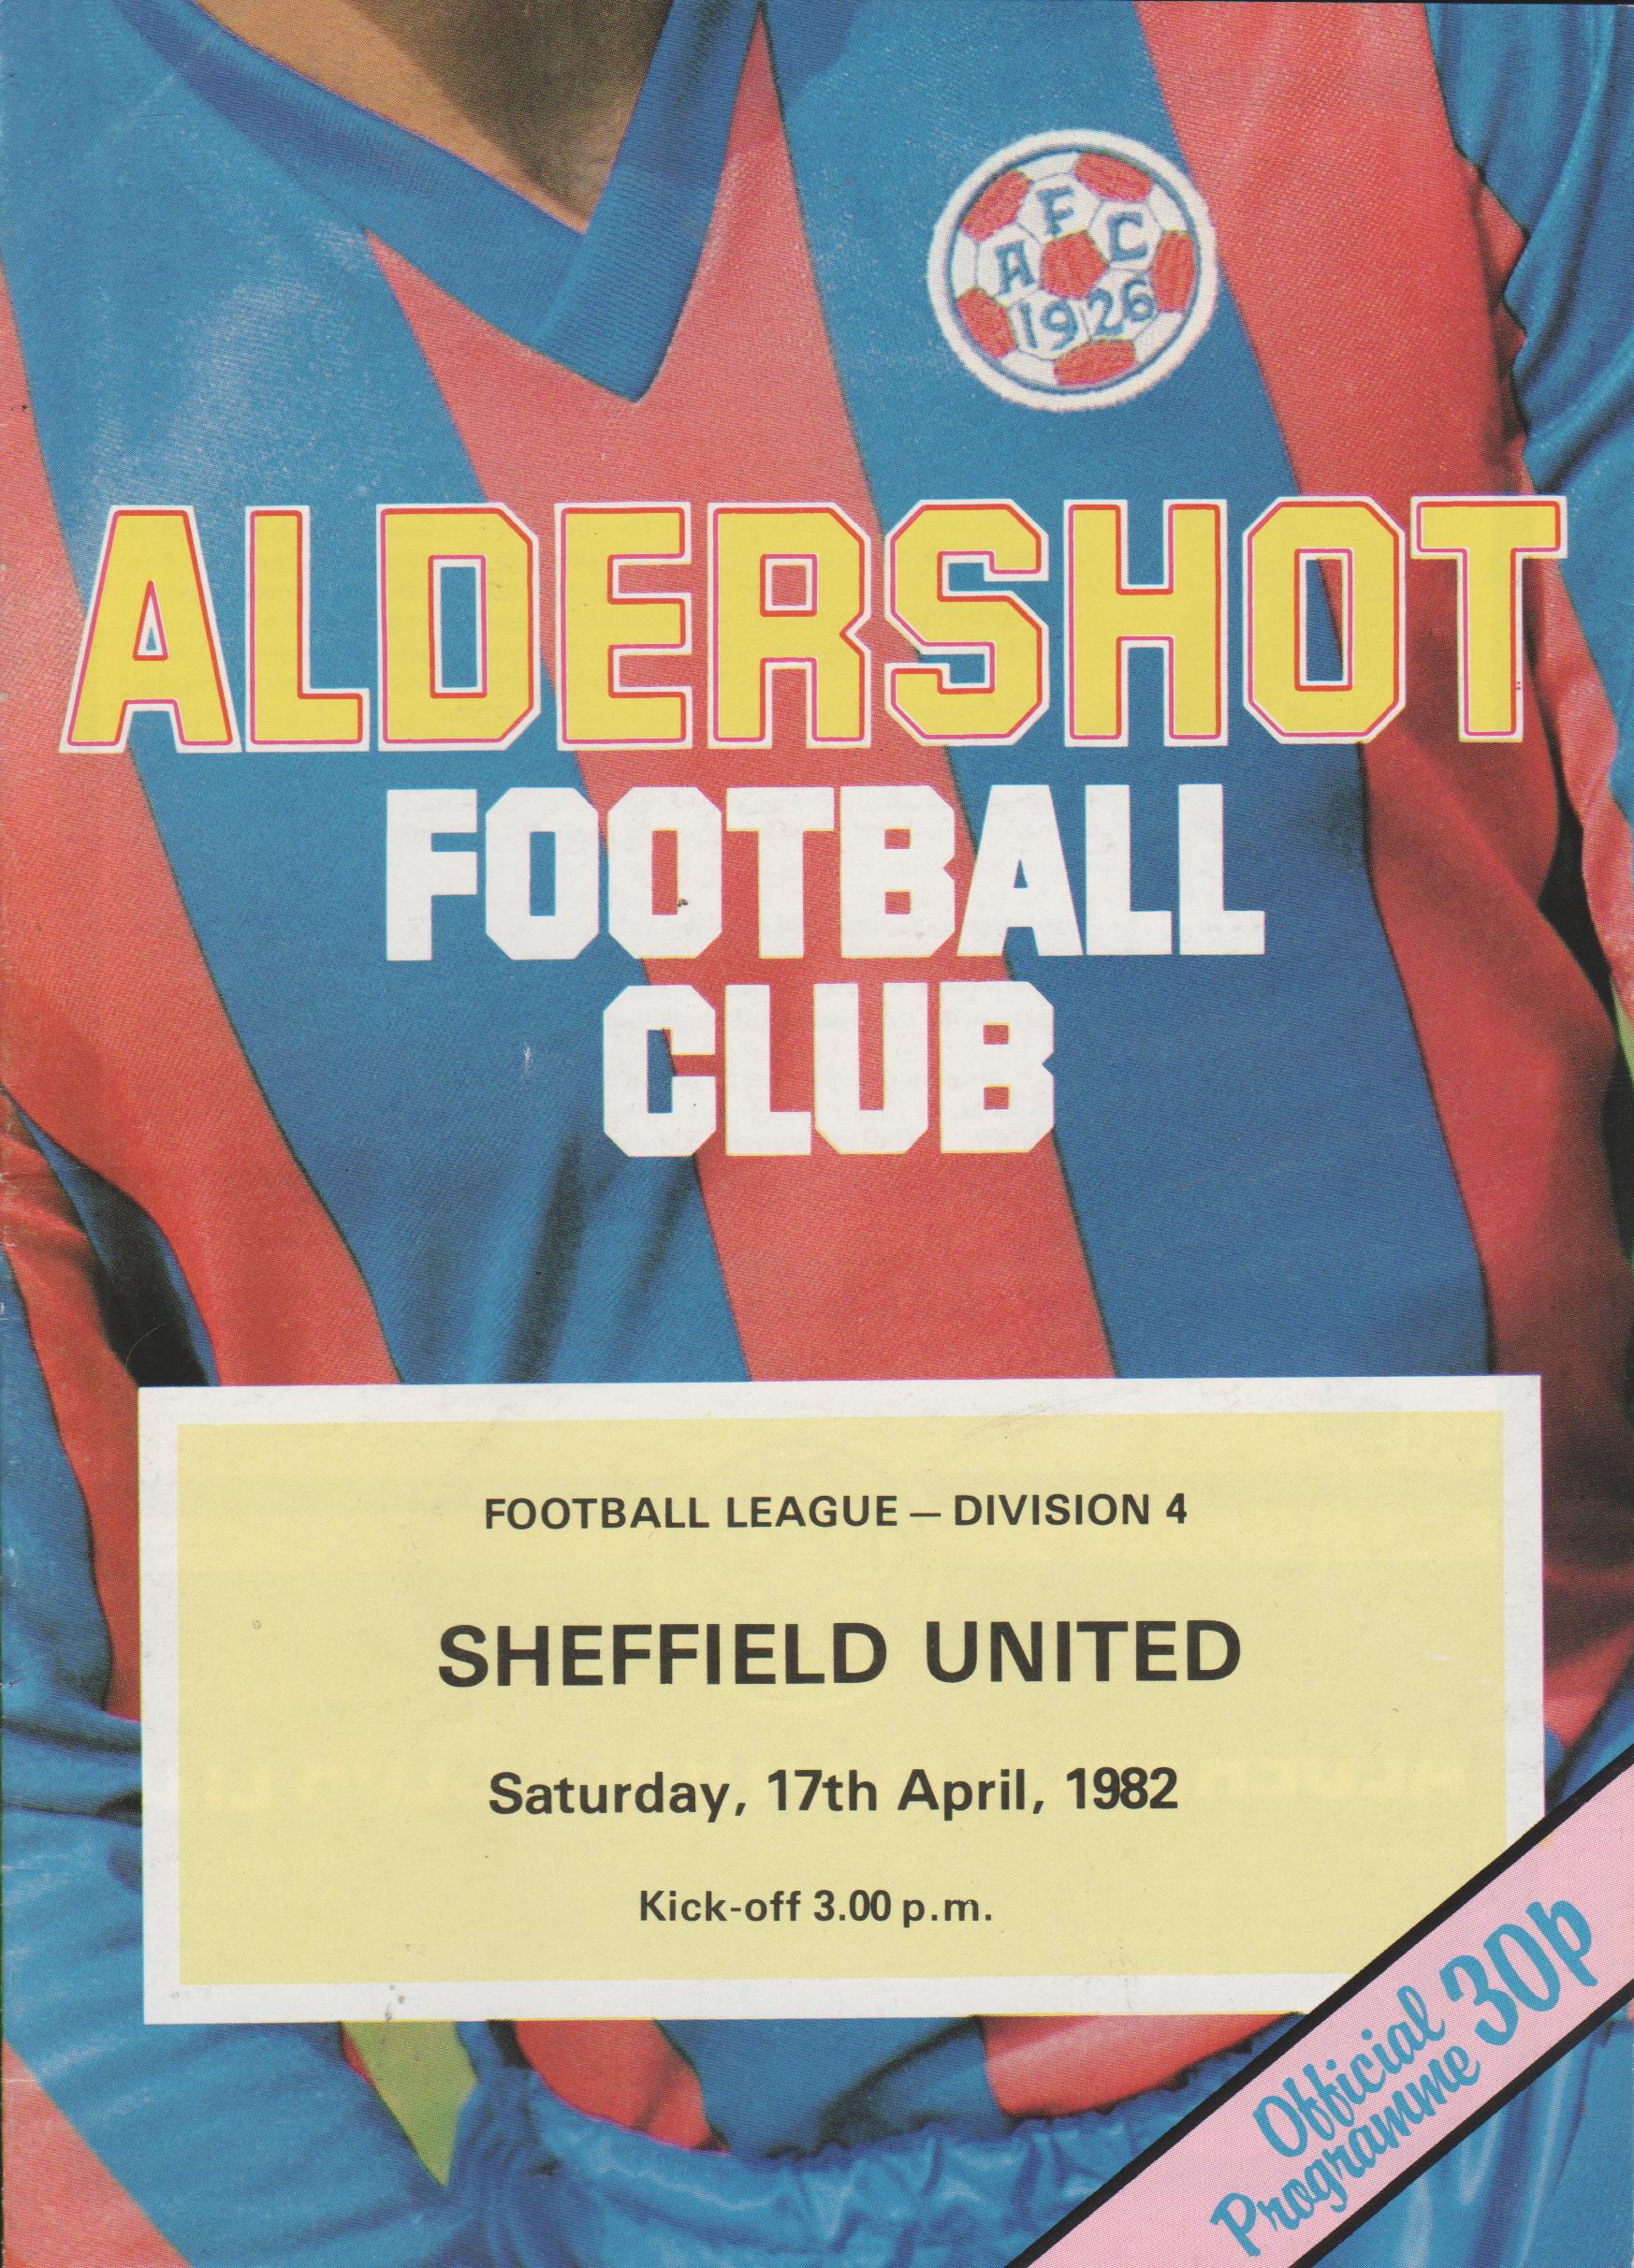 AFC
1926
ALDERSHOT
FOOTBALL
CLUB
FOOTBALL LEAGUE — DIVISION 4
SHEFFIELD UNITED
Saturday, 17th April, 1982
Kick-off 3.00 p.m.
Official
Programme
30p